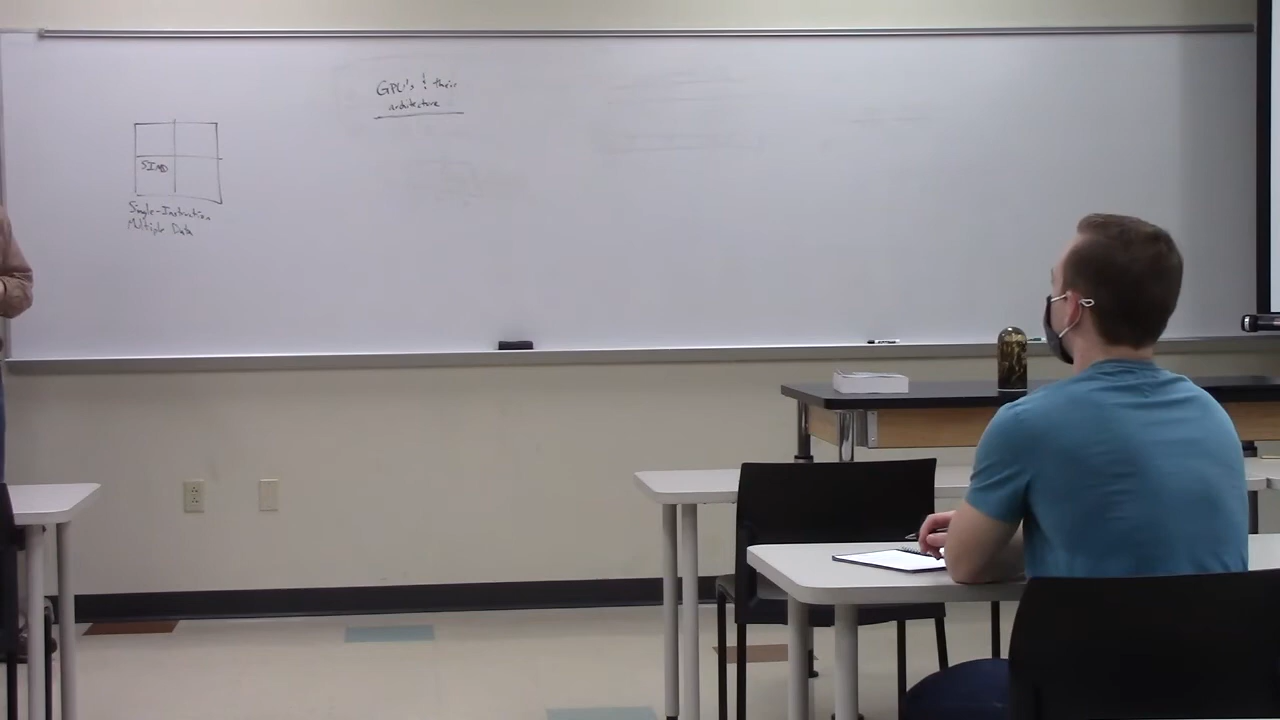 GPU's & their
architecture
SIMD
Single-Instruction
Multiple Data